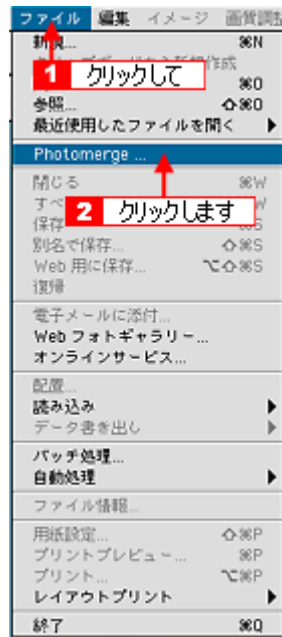 ファイル 編集 イメージ 画質調整
新規... ⌘N
1 クリックして
⌘O
参照... ⇧⌘O
最近使用したファイルを開く ▶
Photomerge ...
閉じる ⌘W
2 クリックします
保存 ⌘S
別名で保存... ⇧⌘S
Web 用に保存... ⌥⇧⌘S
復帰
電子メールに添付...
Web フォトギャラリー...
オンラインサービス...
配置...
読み込み ▶
データ書き出し ▶
バッチ処理...
自動処理 ▶
ファイル情報...
用紙設定... ⇧⌘P
プリントプレビュー... ⌘P
プリント... ⌥⌘P
レイアウトプリント ▶
終了 ⌘Q